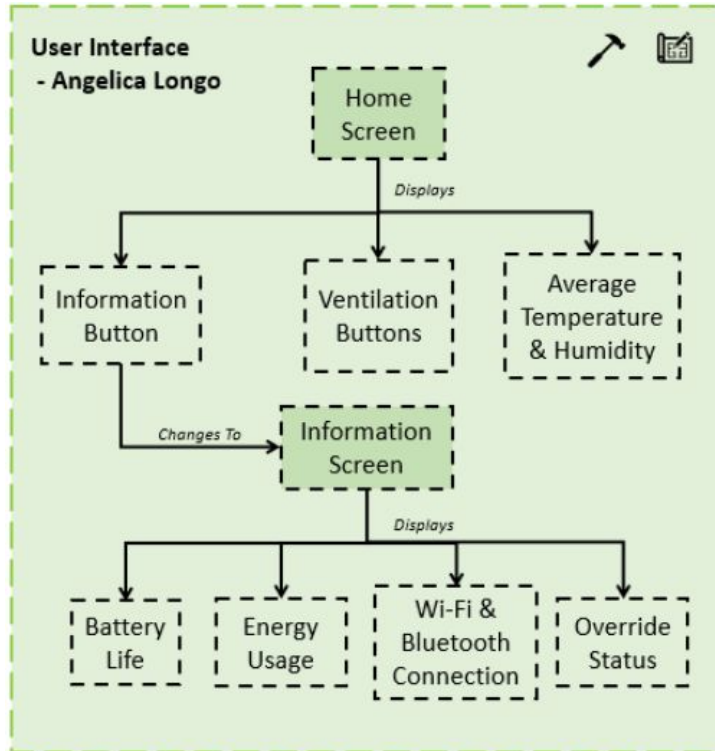 User Interface
- Angelica Longo
Home
Screen
Displays
Information
Button
Ventilation
Buttons
Average
Temperature
& Humidity
Changes To
Information
Screen
Displays
Battery
Life
Energy
Usage
Wi-Fi &
Bluetooth
Connection
Override
Status